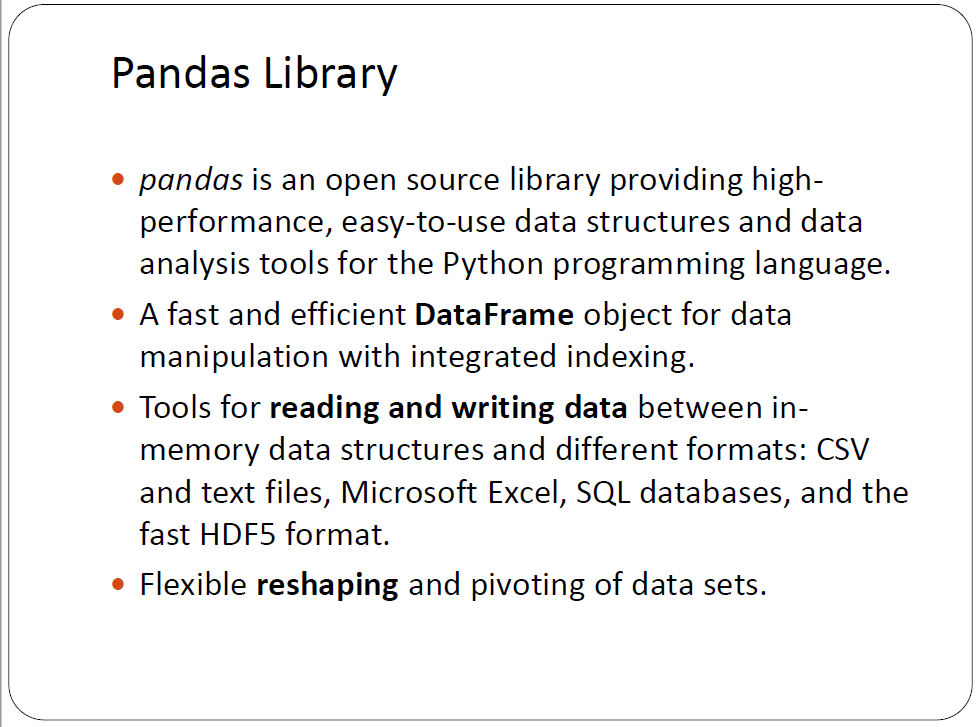 Pandas Library
• pandas is an open source library providing high-
performance, easy-to-use data structures and data
analysis tools for the Python programming language.
• A fast and efficient DataFrame object for data
manipulation with integrated indexing.
• Tools for reading and writing data between in-
memory data structures and different formats: CSV
and text files, Microsoft Excel, SQL databases, and the
fast HDF5 format.
• Flexible reshaping and pivoting of data sets.